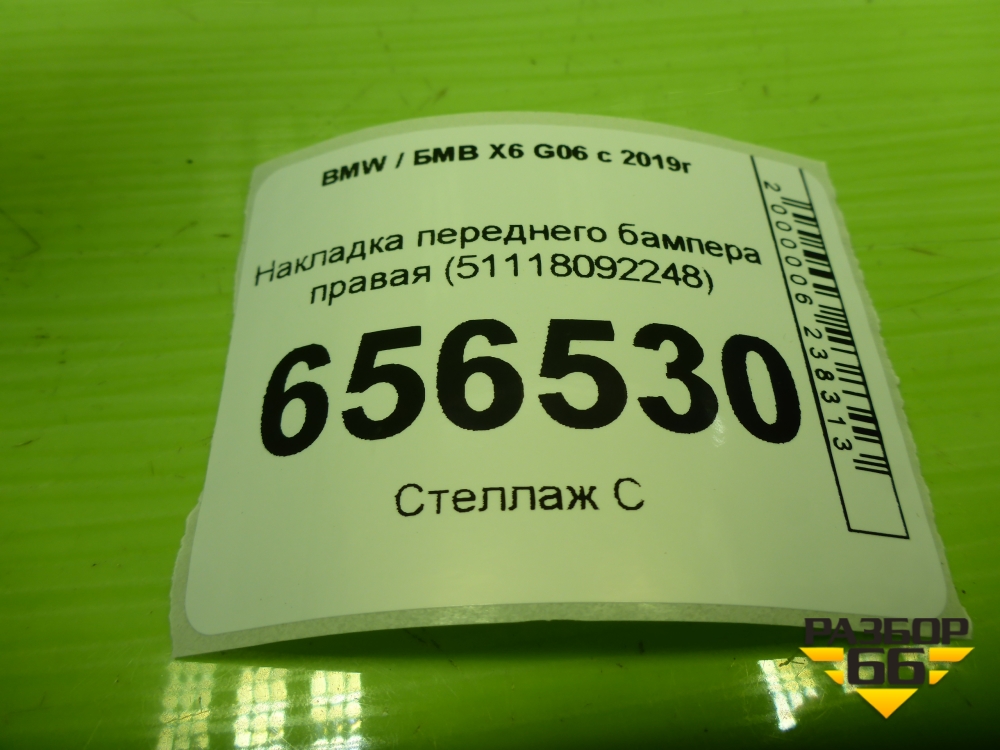 BMW / БМВ X6 G06 с 2019г
Накладка переднего бампера
правая (51118092248)
656530
Стеллаж С
2000006238313
РАЗБОР
66